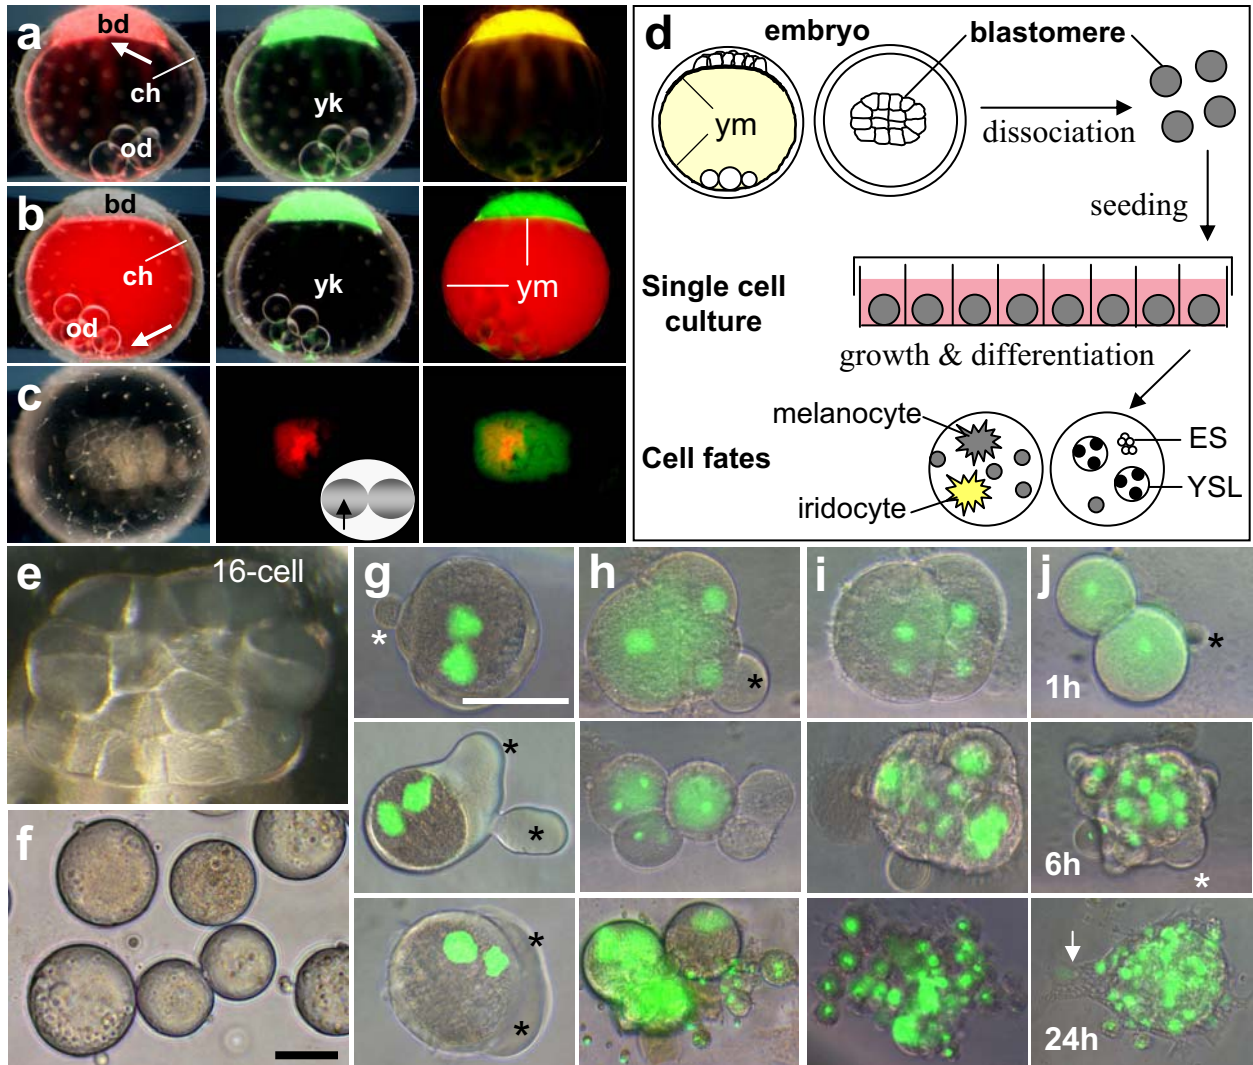 a
bd
ch
od
yk
b
bd
ch
od
yk
ym
c
d
embryo
blastomere
ym
dissociation
seeding
Single cell
culture
growth & differentiation
melanocyte
Cell fates
iridocyte
ES
YSL
e
16-cell
f
g
*
*
*
*
*
h
*
i
j
*
1h
6h
*
24h